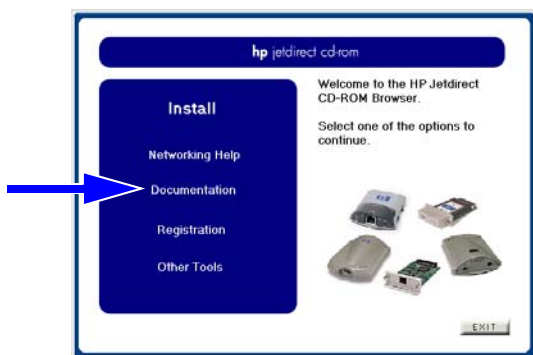 hp jetdirect cd-rom
Install
Networking Help
Documentation
Registration
Other Tools
Welcome to the HP Jetdirect
CD-ROM Browser.
Select one of the options to
continue.
EXIT